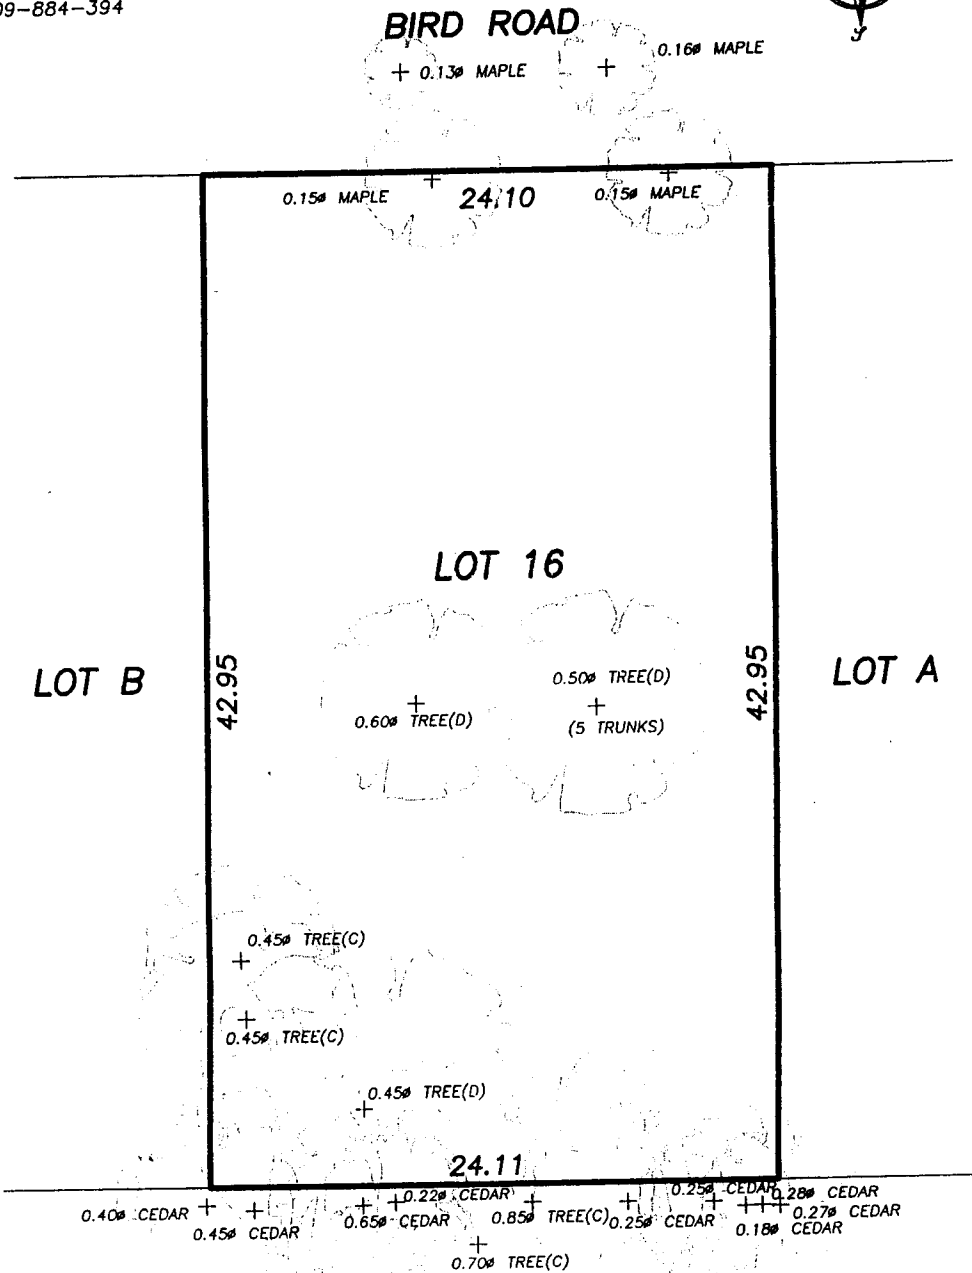 09-884-394
BIRD ROAD
0.16ø MAPLE
0.13ø MAPLE
0.15ø MAPLE
24.10
0.15ø MAPLE
LOT 16
LOT B
42.95
0.60ø TREE(D)
0.50ø TREE(D)
(5 TRUNKS)
42.95
LOT A
0.45ø TREE(C)
0.45ø TREE(C)
0.45ø TREE(D)
24.11
0.40ø CEDAR
0.45ø CEDAR
0.65ø CEDAR
0.22ø CEDAR
0.70ø TREE(C)
0.85ø TREE(C)
0.25ø CEDAR
0.25ø CEDAR
0.28ø CEDAR
0.27ø CEDAR
0.18ø CEDAR